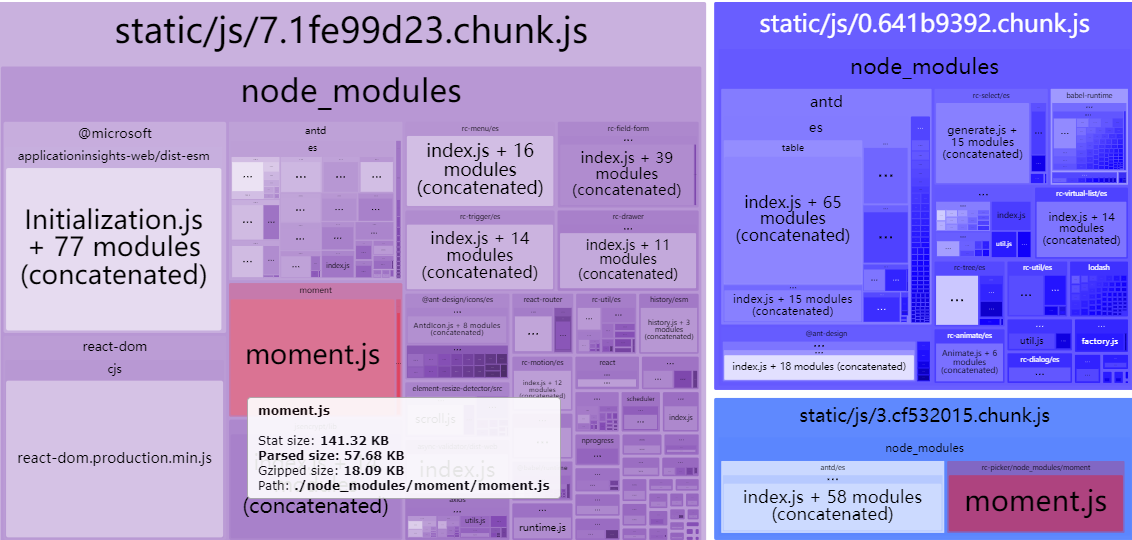 static/js/7.1fe99d23.chunk.js
node_modules
@microsoft
applicationinsights-web/dist-esm
Initialization.js
+ 77 modules
(concatenated)
react-dom
cjs
react-dom.production.min.js
antd
es
...
...
...
...
...
...
...
...
index.js
moment
moment.js
(concatenated)
rc-menu/es
index.js + 16
modules
(concatenated)
rc-field-form
index.js + 39
modules
(concatenated)
rc-trigger/es
index.js + 14
modules
(concatenated)
rc-drawer
index.js + 11
modules
(concatenated)
@ant-design/icons/es
...
AntdIcon.js + 8 modules
(concatenated)
react-router
...
rc-util/es
...
history/esm
history.js + 3
modules
(concatenated)
rc-motion/es
index.js + 12
modules
(concatenated)
react
...
element-resize-detector/src
scroll.js
index.js
scheduler
index.js
nprogress
axios
utils.js
runtime.js
moment.js
Stat size: 141.32 KB
Parsed size: 57.68 KB
Gzipped size: 18.09 KB
Path: ./node_modules/moment/moment.js
static/js/0.641b9392.chunk.js
node_modules
antd
es
table
index.js + 65
modules
(concatenated)
...
index.js + 15 modules
(concatenated)
...
...
...
@ant-design
...
...
index.js + 18 modules (concatenated)
rc-select/es
generate.js +
15 modules
(concatenated)
babel-runtime
...
...
index.js
util.js
rc-virtual-list/es
index.js + 14
modules
(concatenated)
rc-tree/es
...
rc-util/es
...
util.js
lodash
...
factory.js
rc-animate/es
Animate.js + 6
modules
(concatenated)
rc-dialog/es
...
static/js/3.cf532015.chunk.js
node_modules
antd/es
...
index.js + 58 modules
(concatenated)
rc-picker/node_modules/moment
moment.js